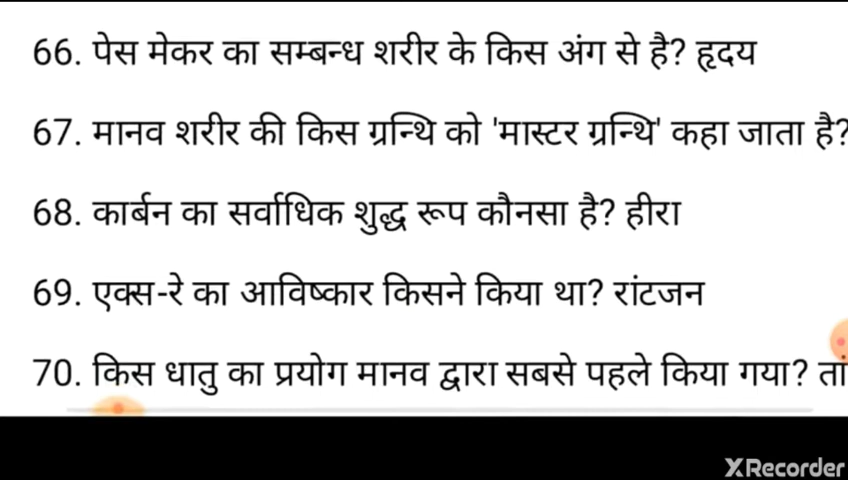 66. पेस मेकर का सम्बन्ध शरीर के किस अंग से है? हृदय
67. मानव शरीर की किस ग्रन्थि को 'मास्टर ग्रन्थि' कहा जाता है?
68. कार्बन का सर्वाधिक शुद्ध रूप कौनसा है? हीरा
69. एक्स-रे का आविष्कार किसने किया था? रांटजन
70. किस धातु का प्रयोग मानव द्वारा सबसे पहले किया गया?
XRecorder